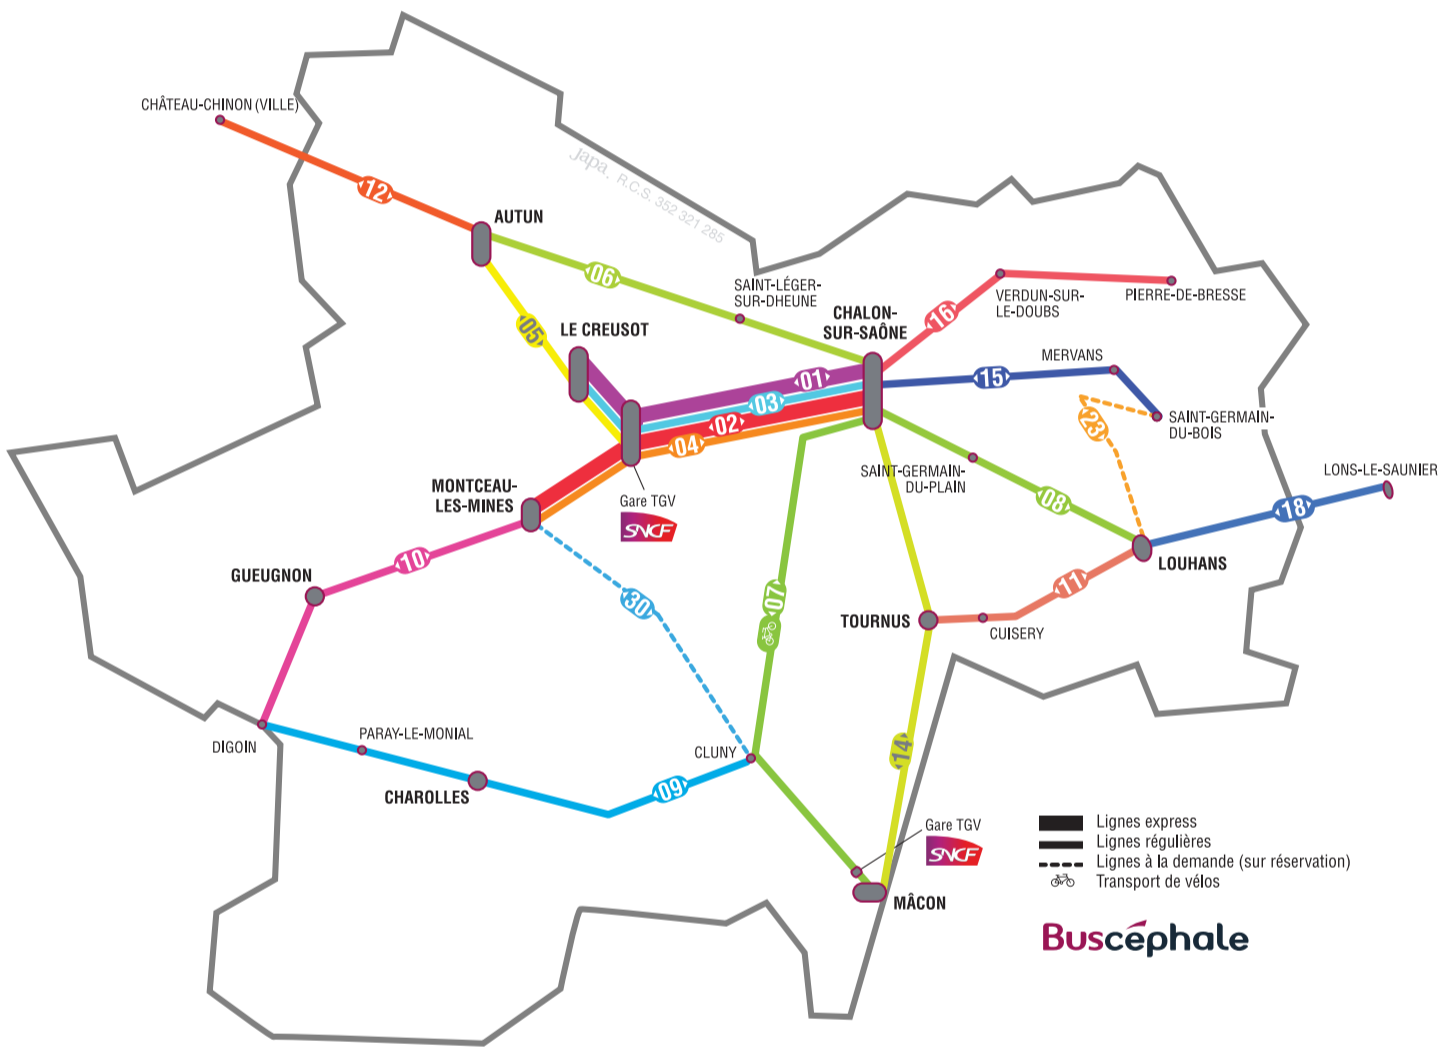 CHÂTEAU-CHINON (VILLE)
12
AUTUN
Japa. R.C.S. 352 321 285
06
SAINT-LÉGER-
SUR-DHEUNE
05
LE CREUSOT
CHALON-
SUR-SAÔNE
16
VERDUN-SUR-
LE-DOUBS
PIERRE-DE-BRESSE
01
03
02
04
15
MERVANS
SAINT-GERMAIN-
DU-BOIS
23
SAINT-GERMAIN-
DU-PLAIN
08
LONS-LE-SAUNIER
18
LOUHANS
MONTCEAU-
LES-MINES
Gare TGV
SNCF
10
GUEUGNON
30
07
11
TOURNUS
CUISERY
DIGOIN
PARAY-LE-MONIAL
CHAROLLES
CLUNY
09
14
Gare TGV
SNCF
MÂCON
Lignes express
Lignes régulières
Lignes à la demande (sur réservation)
Transport de vélos
Buscéphale